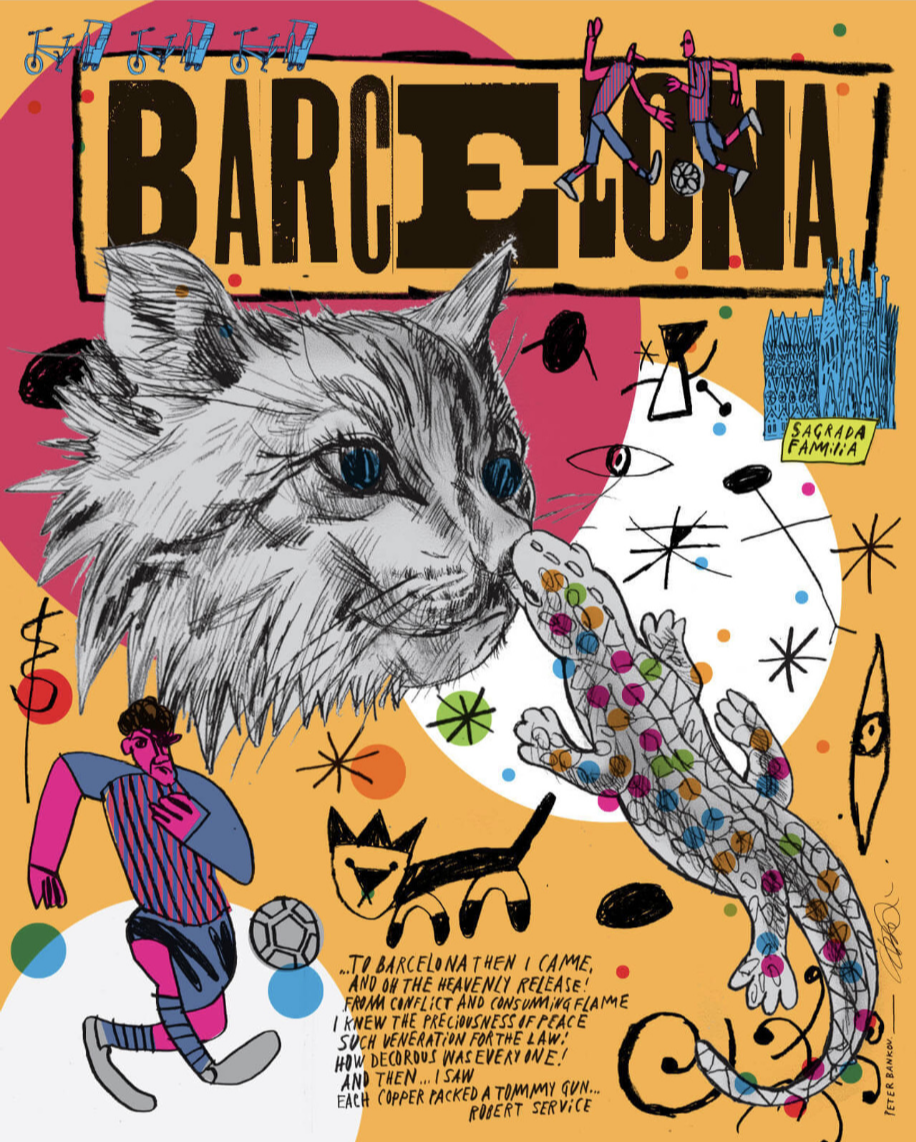 BARCELONA
SAGRADA
FAMILIA
...TO BARCELONA THEN I CAME,
AND OH THE HEAVENLY RELEASE!
FROM CONFLICT AND CONSUMING FLAME
I KNEW THE PRECIOUSNESS OF PEACE
SUCH VENERATION FOR THE LAW!
HOW DECOROUS WAS EVERYONE!
AND THEN... I SAW
EACH COPPER PACKED A TOMMY GUN...
ROBERT SERVICE
PETER BANKOV.